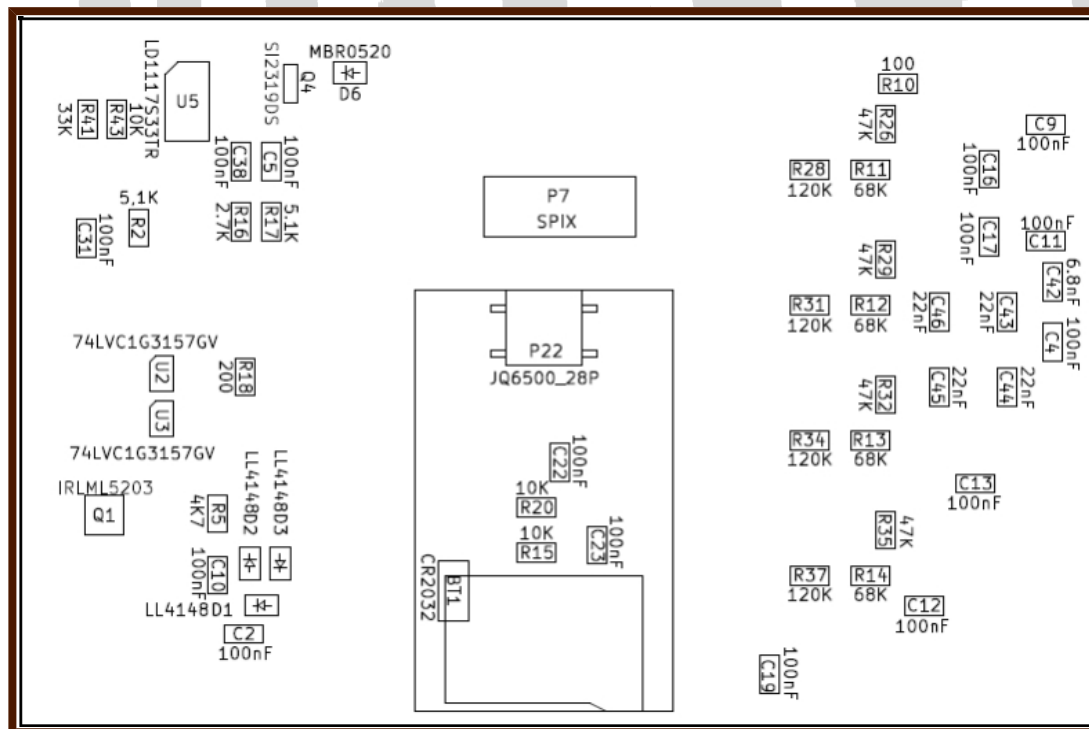 LD1117S33TR
U5
SI2319DS
Q4
MBR0520
D6
33K
R41
R43
10K
100nF
C38
C5
100nF
5,1K
R2
C31
100nF
2.7K
R16
R17
5.1K
P7
SPIX
100
R10
47K
R26
C9
100nF
R28
120K
R11
68K
100nF
C16
100nF
C17
100nF
C11
47K
R29
C42
6.8nF
R31
120K
R12
68K
22nF
C46
22nF
C43
C4
100nF
74LVC1G3157GV
U2
200
R18
U3
74LVC1G3157GV
P22
JQ6500_28P
47K
R32
C45
22nF
C44
22nF
R34
120K
R13
68K
IRLML5203
Q1
4K7
R5
LL4148D2
LL4148D3
C22
100nF
10K
R20
10K
R15
C23
100nF
C13
100nF
R35
47K
100nF
C10
LL4148D1
C2
100nF
CR2032
BT1
R37
120K
R14
68K
C12
100nF
C19
100nF